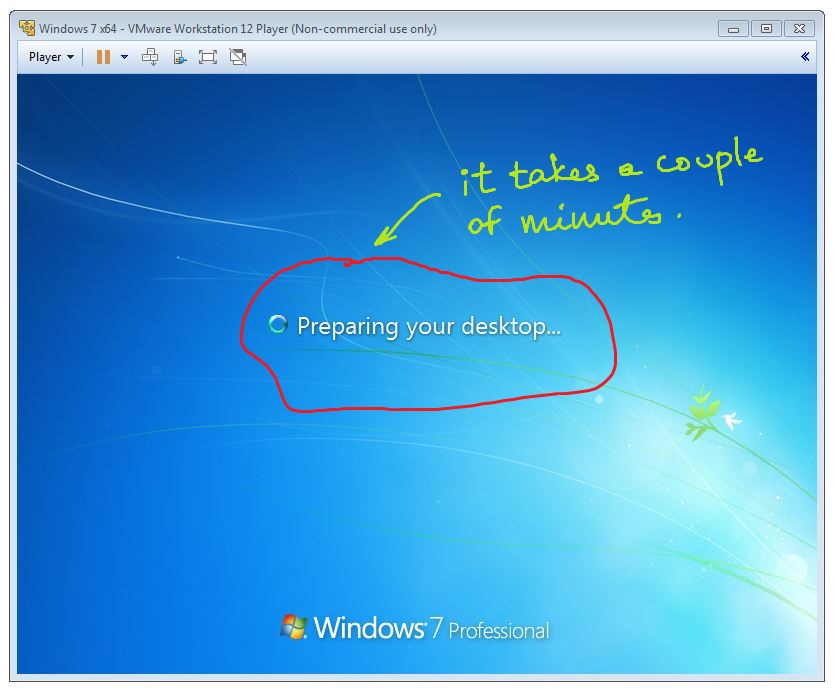 Windows 7 x64 - VMware Workstation 12 Player (Non-commercial use only)
Player
it takes a couple
of minutes.
Preparing your desktop...
Windows 7 Professional